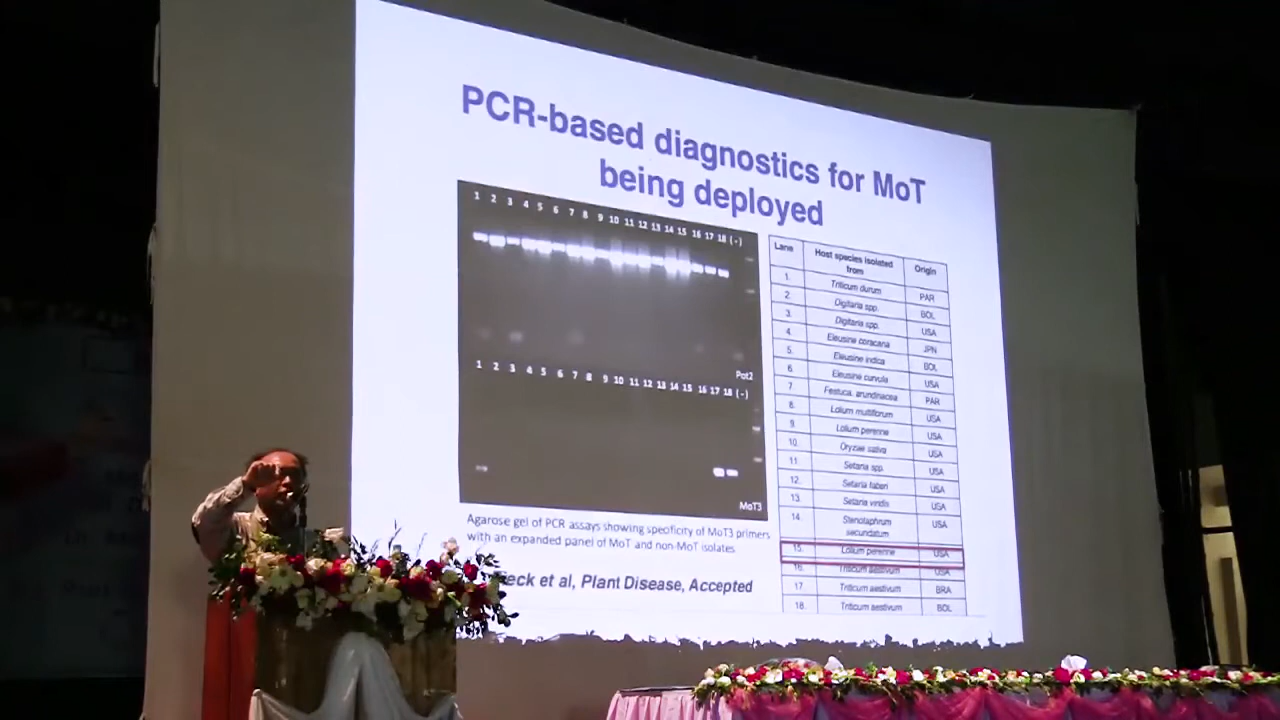 PCR-based diagnostics for MoT
being deployed
1 2 3 4 5 6 7 8 9 10 11 12 13 14 15 16 17 18 (-)
Pot2
1 2 3 4 5 6 7 8 9 10 11 12 13 14 15 16 17 18 (-)
MoT3
Agarose gel of PCR assays showing specificity of MoT3 primers
with an expanded panel of MoT and non-MoT isolates
eck et al, Plant Disease, Accepted
Lane Host species isolated from Origin
1. Triticum durum PAR
2. Digitaria spp. BOL
3. Digitaria spp. USA
4. Eleusine coracana JPN
5. Eleusine indica BOL
6. Eleusine curvula USA
7. Festuca. arundinacea PAR
8. Lolium multiflorum USA
9. Lolium perenne USA
10. Oryzae sativa USA
11. Setaria spp. USA
12. Setaria faberi USA
13. Setaria viridis USA
14. Stenotaphrum secundatum USA
15. Lolium perenne USA
16. Triticum aestivum USA
17 Triticum aestivum BRA
18. Triticum aestivum BOL